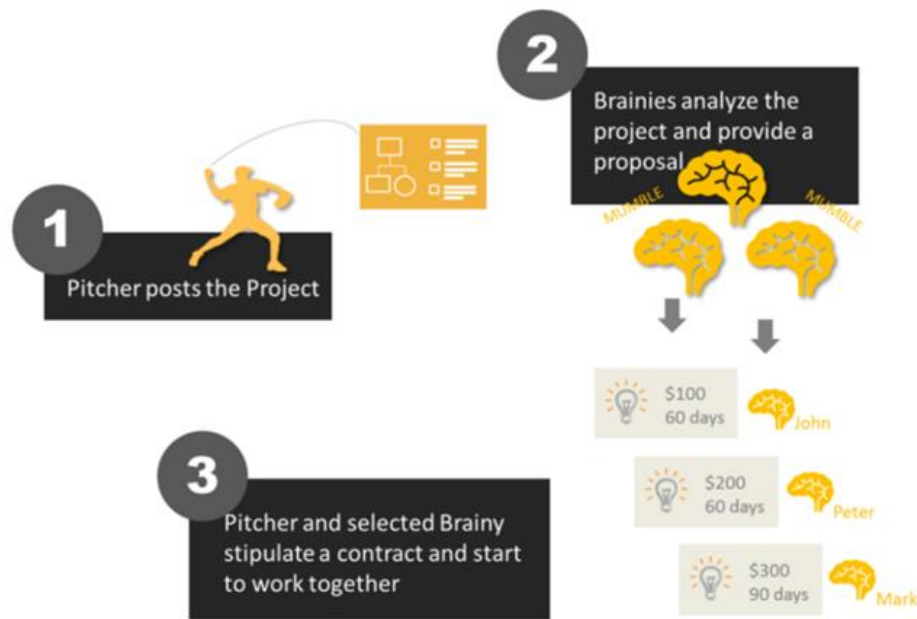 1
Pitcher posts the Project
2
Brainies analyze the
project and provide a
proposal
MUMBLE
MUMBLE
$100
60 days
John
$200
60 days
Peter
$300
90 days
Mark
3
Pitcher and selected Brainy
stipulate a contract and start
to work together